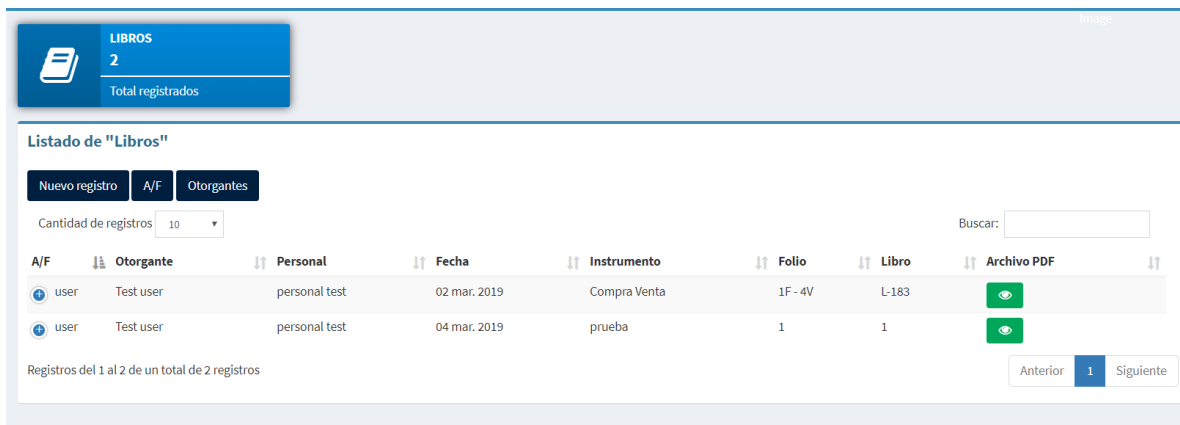 Image
LIBROS
2
Total registrados
Listado de "Libros"
Nuevo registro A/F Otorgantes
Cantidad de registros 10 Buscar:
A/F Otorgante Personal Fecha Instrumento Folio Libro Archivo PDF
user Test user personal test 02 mar. 2019 Compra Venta 1F - 4V L-183
user Test user personal test 04 mar. 2019 prueba 1 1
Registros del 1 al 2 de un total de 2 registros
Anterior 1 Siguiente